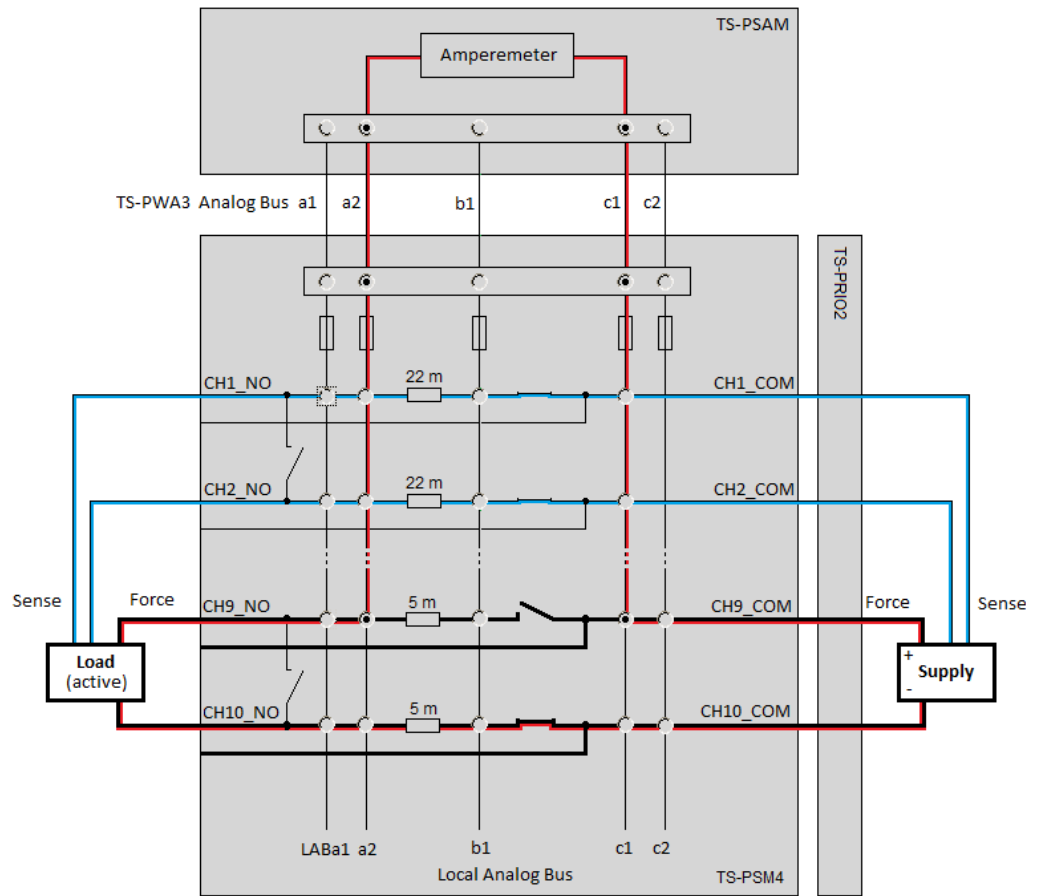 TS-PSAM
Amperemeter
TS-PWA3 Analog Bus a1 a2 b1 c1 c2
TS-PRIO2
CH1_NO 22 m CH1_COM
CH2_NO 22 m CH2_COM
Sense Force CH9_NO 5 m CH9_COM Force Sense
Load
(active)
+
Supply
-
CH10_NO 5 m CH10_COM
LABa1 a2 b1 c1 c2
Local Analog Bus
TS-PSM4